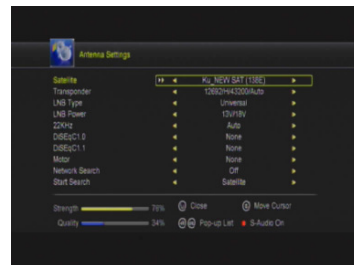 Antenna Settings
Satellite Ku_NEW SAT (138E)
Transponder 12692/H/43200/Auto
LNB Type Universal
LNB Power 13V/18V
22KHz Auto
DiSEqC1.0 None
DiSEqC1.1 None
Motor None
Network Search Off
Start Search Satellite
Strength 78% Close Move Cursor
Quality 34% Pop-up List S-Audio On